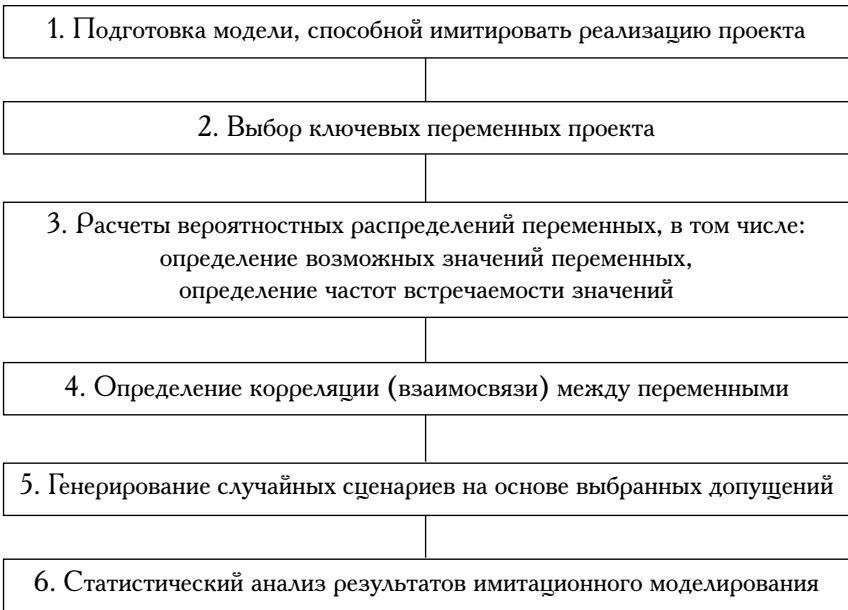 1. Подготовка модели, способной имитировать реализацию проекта
2. Выбор ключевых переменных проекта
3. Расчеты вероятностных распределений переменных, в том числе:
определение возможных значений переменных,
определение частот встречаемости значений
4. Определение корреляции (взаимосвязи) между переменными
5. Генерирование случайных сценариев на основе выбранных допущений
6. Статистический анализ результатов имитационного моделирования